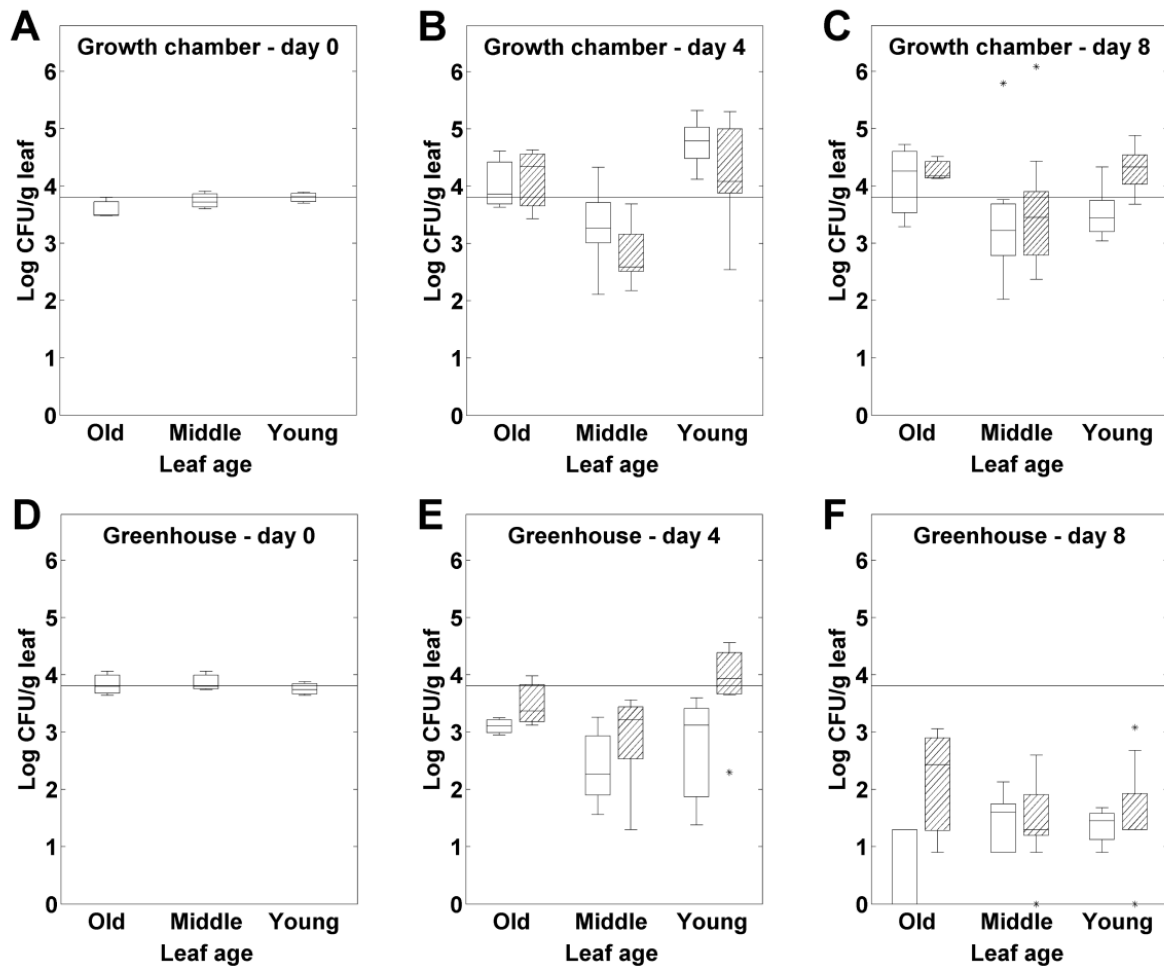 A
Growth chamber - day 0
Log CFU/g leaf
6
5
4
3
2
1
0
Old Middle Young
Leaf age
B
Growth chamber - day 4
Log CFU/g leaf
6
5
4
3
2
1
0
Old Middle Young
Leaf age
C
Growth chamber - day 8
Log CFU/g leaf
6
5
4
3
2
1
0
Old Middle Young
Leaf age
D
Greenhouse - day 0
Log CFU/g leaf
6
5
4
3
2
1
0
Old Middle Young
Leaf age
E
Greenhouse - day 4
Log CFU/g leaf
6
5
4
3
2
1
0
Old Middle Young
Leaf age
F
Greenhouse - day 8
Log CFU/g leaf
6
5
4
3
2
1
0
Old Middle Young
Leaf age